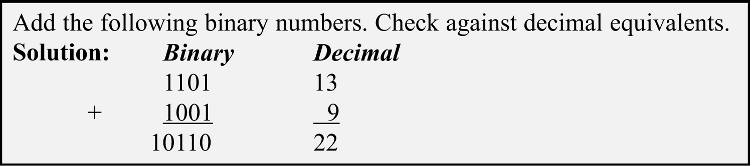 Add the following binary numbers. Check against decimal equivalents.
Solution: Binary Decimal
1101 13
+ 1001 9
10110 22